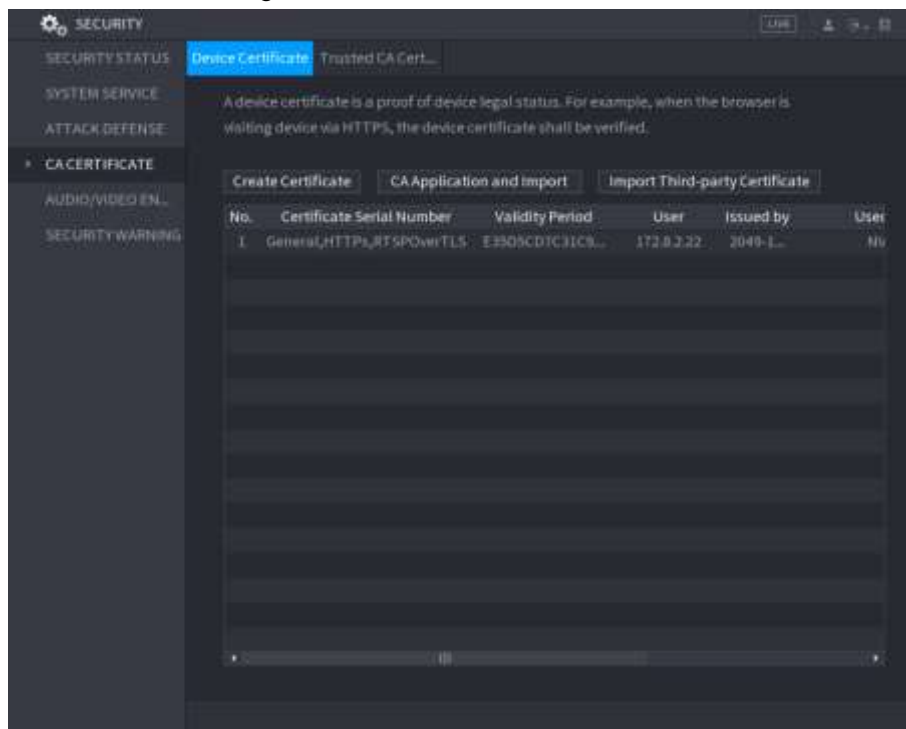 SECURITY
LIVE
SECURITY STATUS
Device Certificate
Trusted CA Cert...
SYSTEM SERVICE
A device certificate is a proof of device legal status. For example, when the browser is
visiting device via HTTPS, the device certificate shall be verified.
ATTACK DEFENSE
CA CERTIFICATE
Create Certificate
CA Application and Import
Import Third-party Certificate
AUDIO/VIDEO EN...
No. Certificate Serial Number Validity Period User Issued by User
SECURITY WARNING
1 General,HTTPs,RTSPOverTLS 172.8.2.22 2049-1... NV